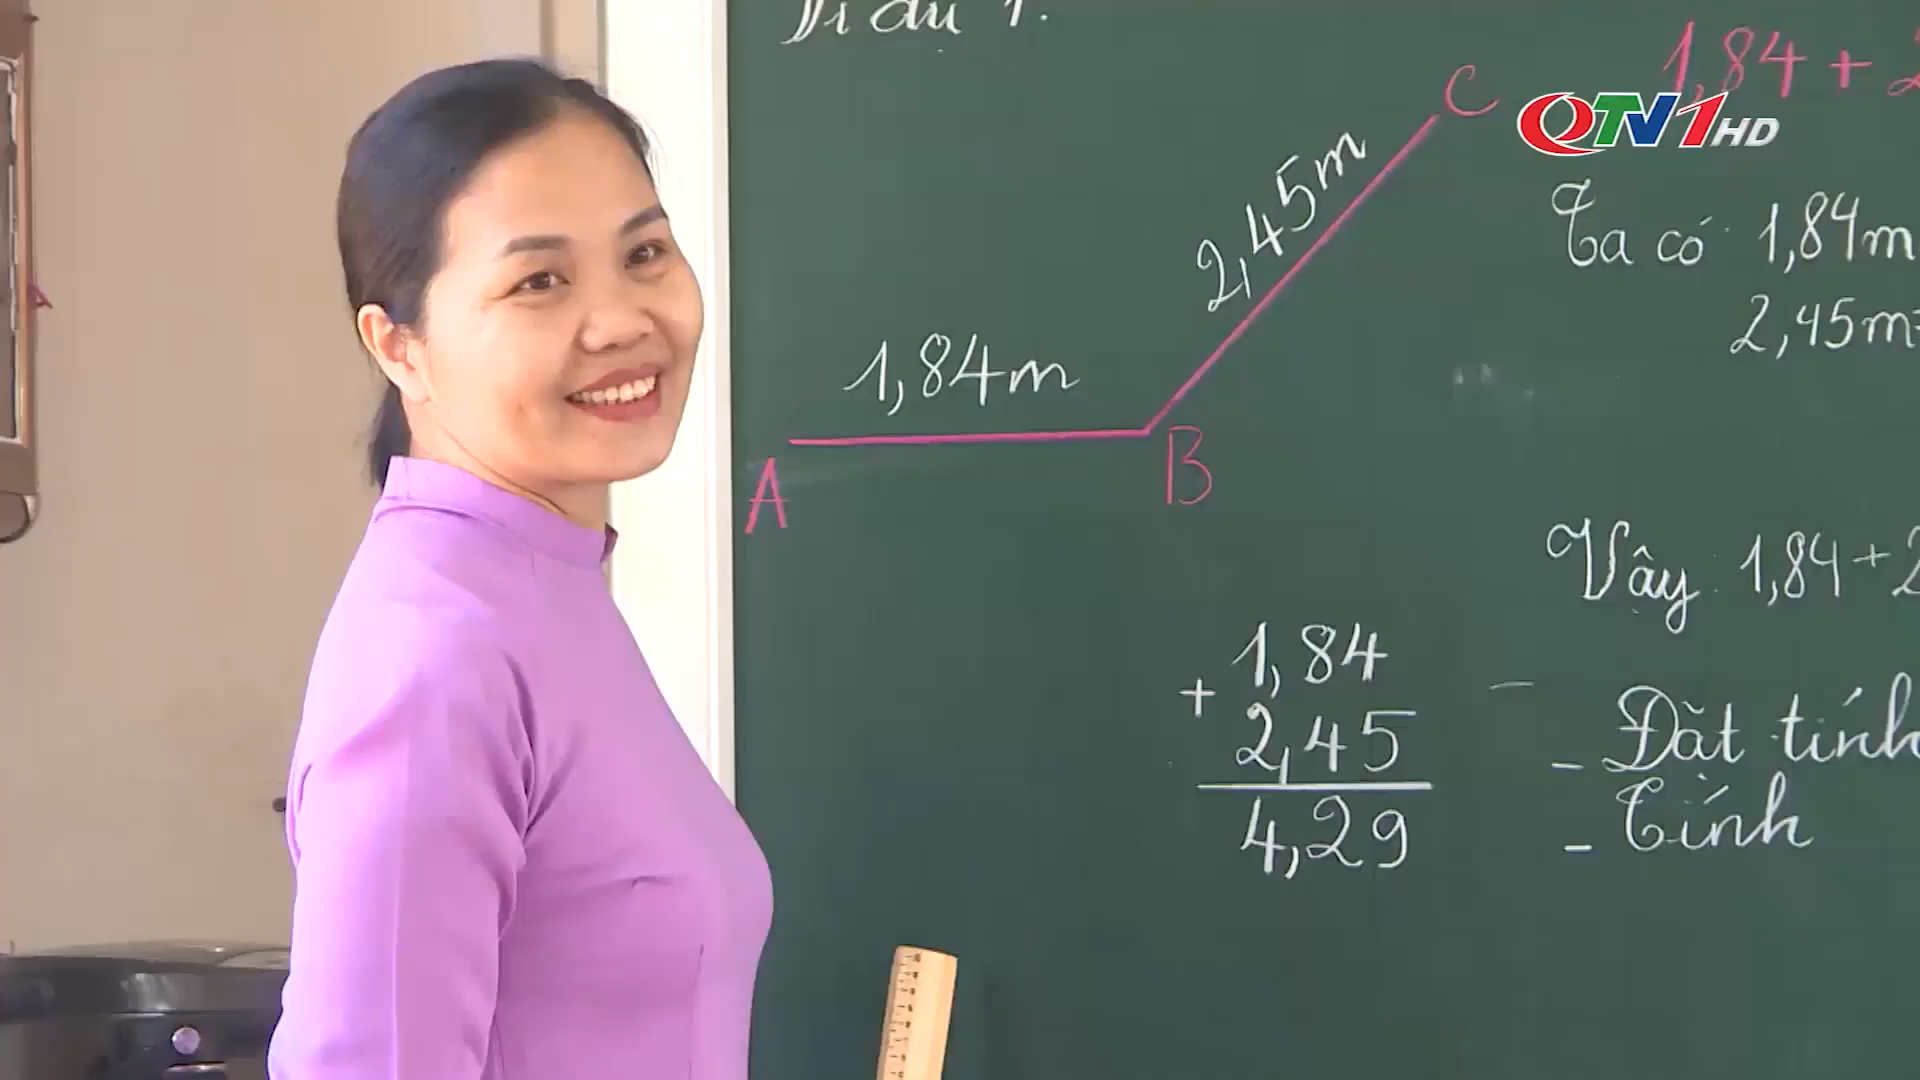 Ví dụ 1:
C
1,84 + 2
QTV1 HD
2,45m
Ta có: 1,84m
2,45m=
1,84m
A
B
Vậy: 1,84 + 2
1,84
+
2,45
4,29
- Đặt tính
- Tính